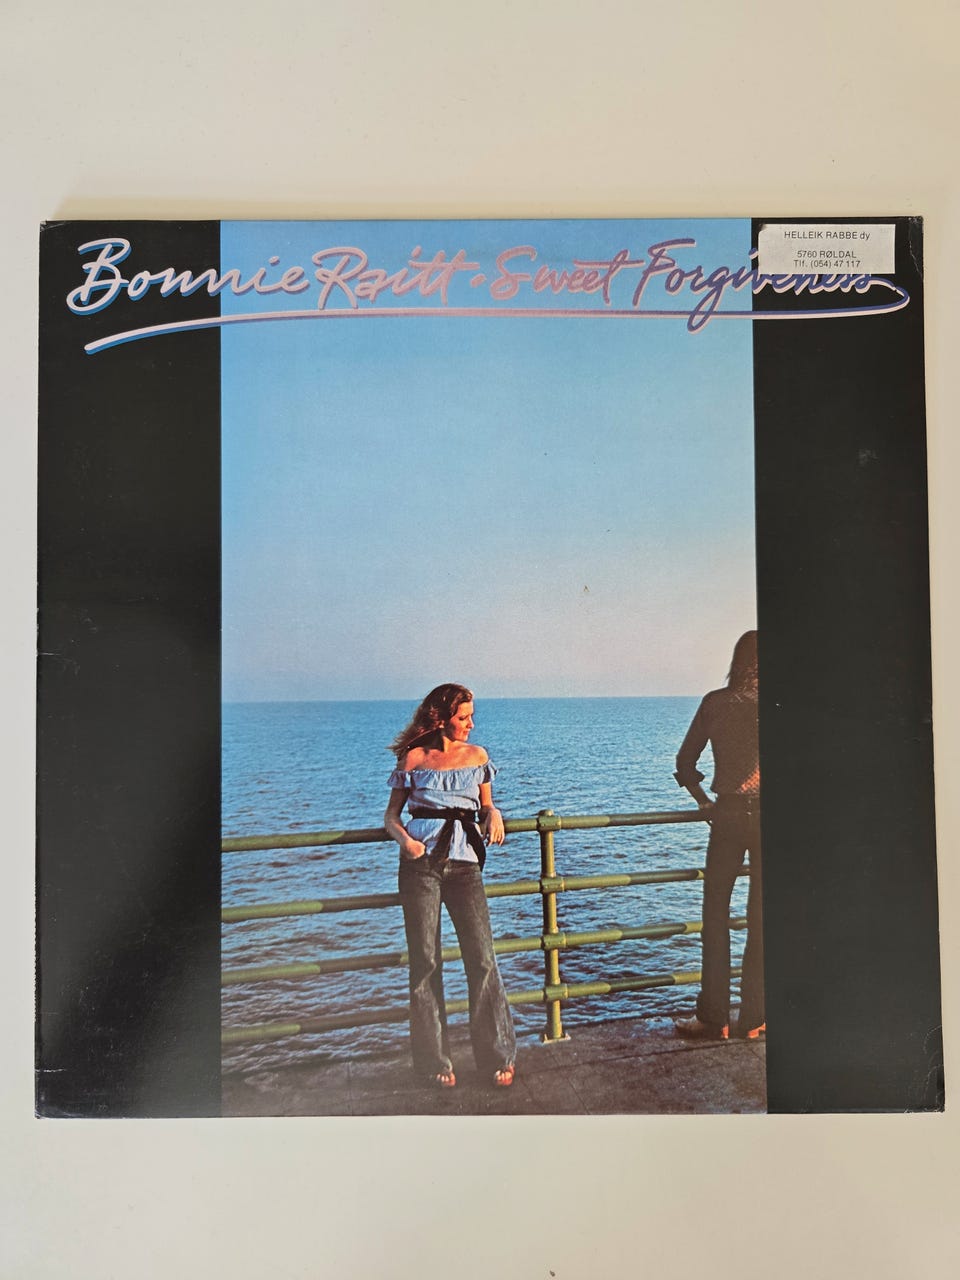 Bonnie Raitt • Sweet Forgiveness
HELLEIK RABBE dy
5760 RØLDAL
Tlf. (054) 47 117